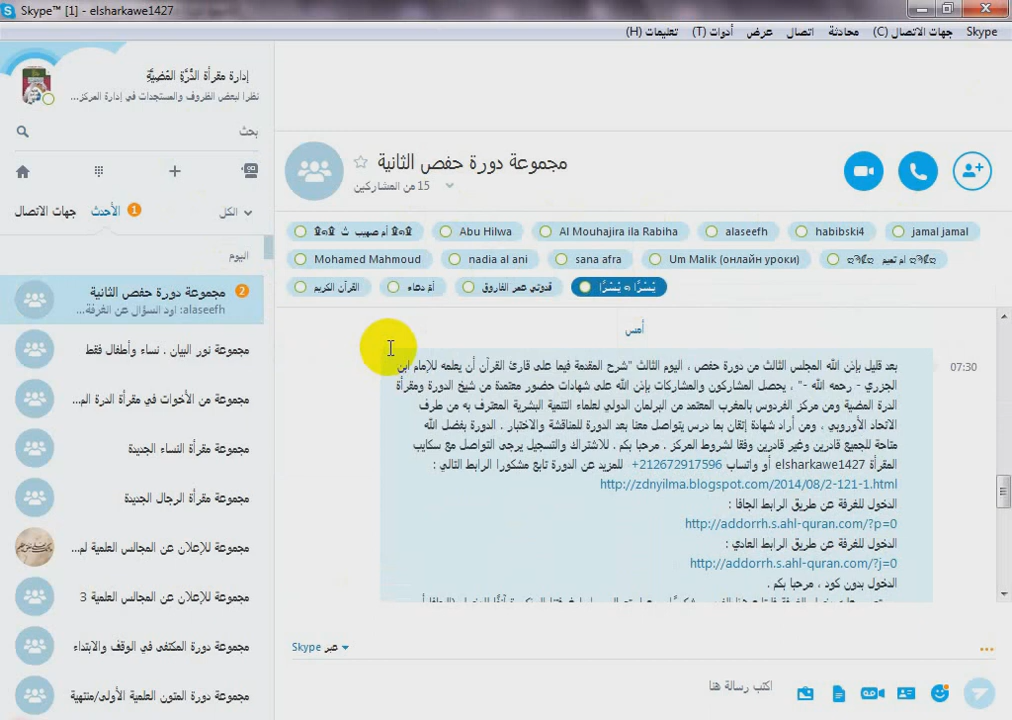 Skype™ [1] - elsharkawe1427
Skype جهات الاتصال (C) محادثة اتصال عرض أدوات (T) تعليمات (H)
إدارة مقرأة الدُّرَّةِ المُضِيَّةِ
نظرا لبعض الظروف والمستجدات في إدارة المركز...
بحث
جهات الاتصال الأحدث 1 الكل
اليوم
مجموعة دورة حفص الثانية 2
alaseefh: اود السؤال عن الغرفة...
مجموعة نور البيان . نساء وأطفال فقط
مجموعة من الأخوات في مقرأة الدرة الم...
مجموعة مقرأة النساء الجديدة
مجموعة مقرأة الرجال الجديدة
مجموعة للإعلان عن المجالس العلمية لم...
مجموعة للإعلان عن المجالس العلمية 3
مجموعة دورة المكتفى في الوقف والابتداء
مجموعة دورة المتون العلمية الأولى/منتهية
مجموعة دورة حفص الثانية
15 من المشاركين
أم صهيب ث
Abu Hilwa
Al Mouhajira ila Rabiha
alaseefh
habibski4
jamal jamal
Mohamed Mahmoud
nadia al ani
sana afra
Um Malik (онлайн уроки)
ام تميم
القرآن الكريم
أم دعاء
قدوتي عمر الفاروق
يُسْرًا ๑ يُسْرًا
أمس
07:30
بعد قليل بإذن الله المجلس الثالث من دورة حفص ، اليوم الثالث "شرح المقدمة فيما على قارئ القرآن أن يعلمه للإمام ابن
الجزري - رحمه الله -" ، يحصل المشاركون والمشاركات بإذن الله على شهادات حضور معتمدة من شيخ الدورة ومقرأة
الدرة المضية ومن مركز الفردوس بالمغرب المعتمد من البرلمان الدولي لعلماء التنمية البشرية المعترف به من طرف
الاتحاد الأوروبي ، ومن أراد شهادة إتقان بما درس يتواصل معنا بعد الدورة للمناقشة والاختبار . الدورة بفضل الله
متاحة للجميع قادرين وغير قادرين وفقا لشروط المركز . مرحبا بكم . للاشتراك والتسجيل يرجى التواصل مع سكايب
المقرأة elsharkawe1427 أو واتساب 212672917596+ للمزيد عن الدورة تابع مشكورا الرابط التالي :
http://zdnyilma.blogspot.com/2014/08/2-121-1.html
الدخول للغرفة عن طريق الرابط الجافا :
http://addorrh.s.ahl-quran.com/?p=0
الدخول للغرفة عن طريق الرابط العادي :
http://addorrh.s.ahl-quran.com/?j=0
الدخول بدون كود ، مرحبا بكم .
عبر Skype
اكتب رسالة هنا